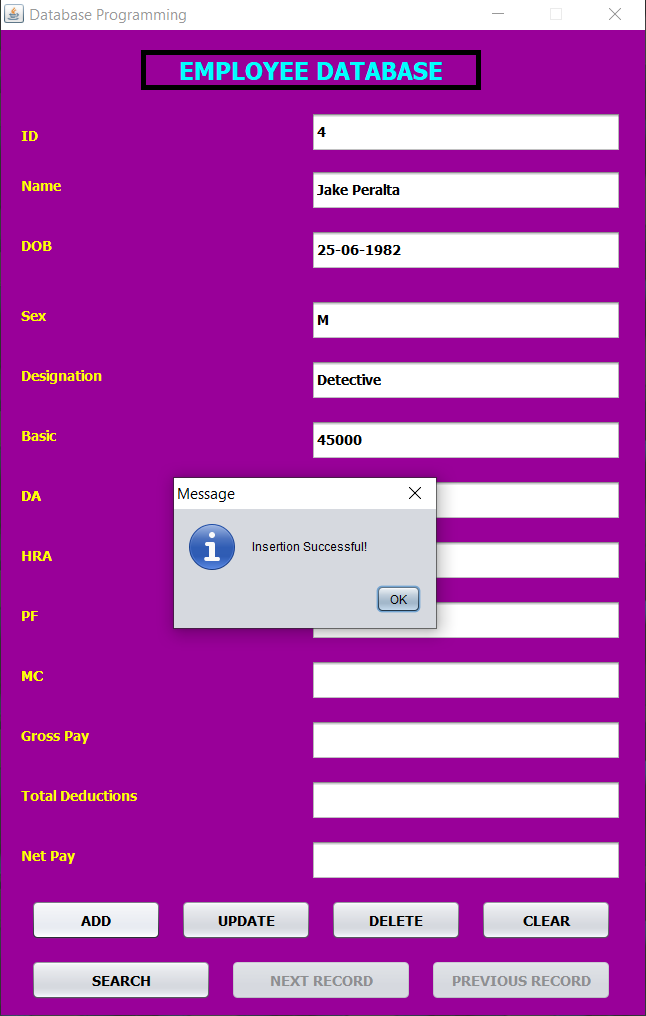 Database Programming
EMPLOYEE DATABASE
ID 4
Name Jake Peralta
DOB 25-06-1982
Sex M
Designation Detective
Basic 45000
DA
Message
Insertion Successful!
HRA
OK
PF
MC
Gross Pay
Total Deductions
Net Pay
ADD UPDATE DELETE CLEAR
SEARCH NEXT RECORD PREVIOUS RECORD